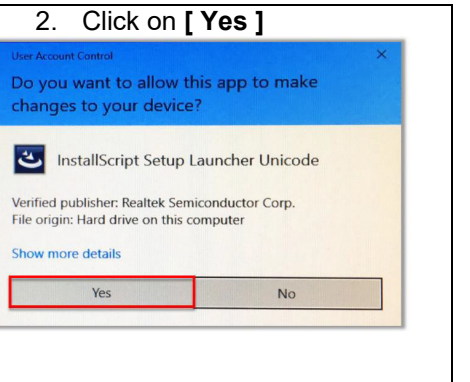 2. Click on [ Yes ]
User Account Control
Do you want to allow this app to make
changes to your device?
InstallScript Setup Launcher Unicode
Verified publisher: Realtek Semiconductor Corp.
File origin: Hard drive on this computer
Show more details
Yes
No